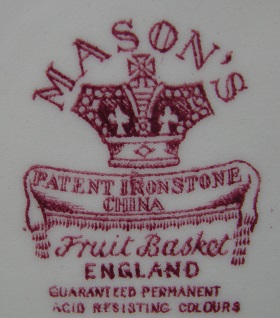 MASON'S
PATENT IRONSTONE
CHINA
Fruit Basket
ENGLAND
GUARANTEED PERMANENT
ACID RESISTING COLOURS